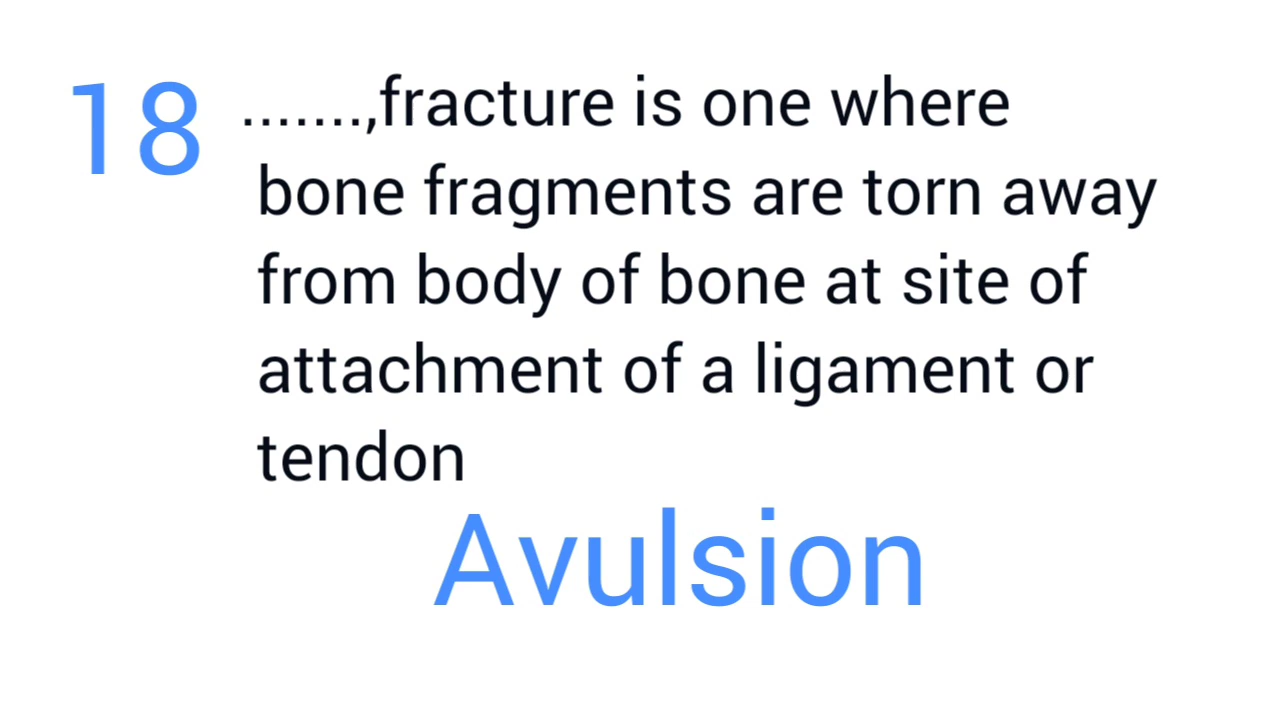 18 .......,fracture is one where
bone fragments are torn away
from body of bone at site of
attachment of a ligament or
tendon
Avulsion